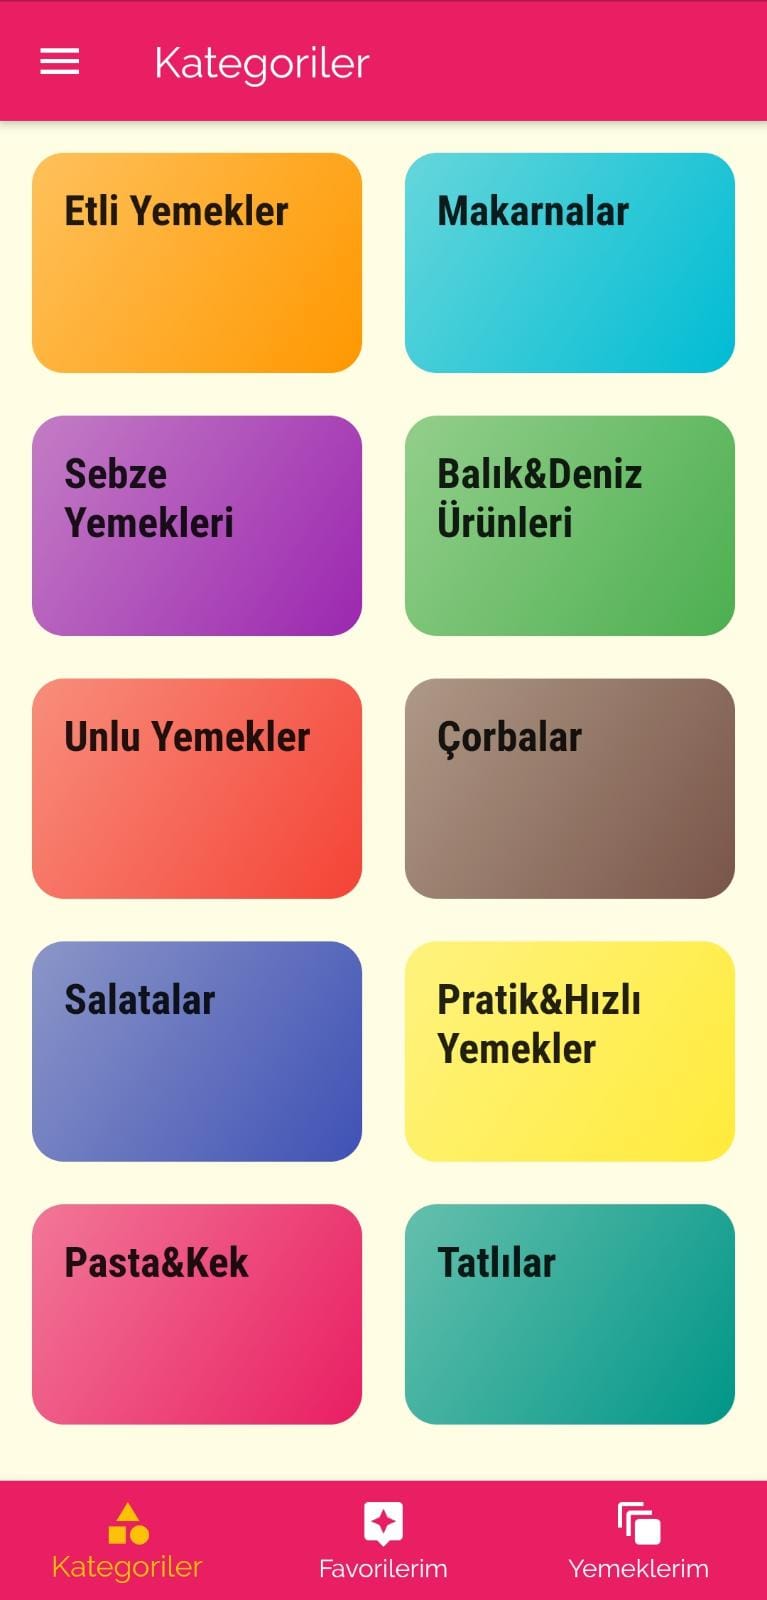 Kategoriler
Etli Yemekler
Makarnalar
Sebze
Yemekleri
Balık&Deniz
Ürünleri
Unlu Yemekler
Çorbalar
Salatalar
Pratik&Hızlı
Yemekler
Pasta&Kek
Tatlılar
Kategoriler
Favorilerim
Yemeklerim